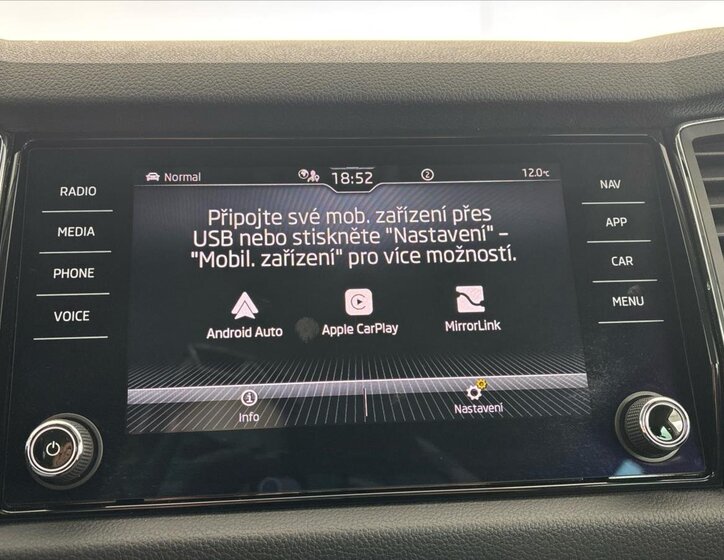 Normal
18:52
2
12.0°C
RADIO
MEDIA
PHONE
VOICE
Připojte své mob. zařízení přes
USB nebo stiskněte "Nastavení" –
"Mobil. zařízení" pro více možností.
Android Auto
Apple CarPlay
MirrorLink
Info
Nastavení
NAV
APP
CAR
MENU